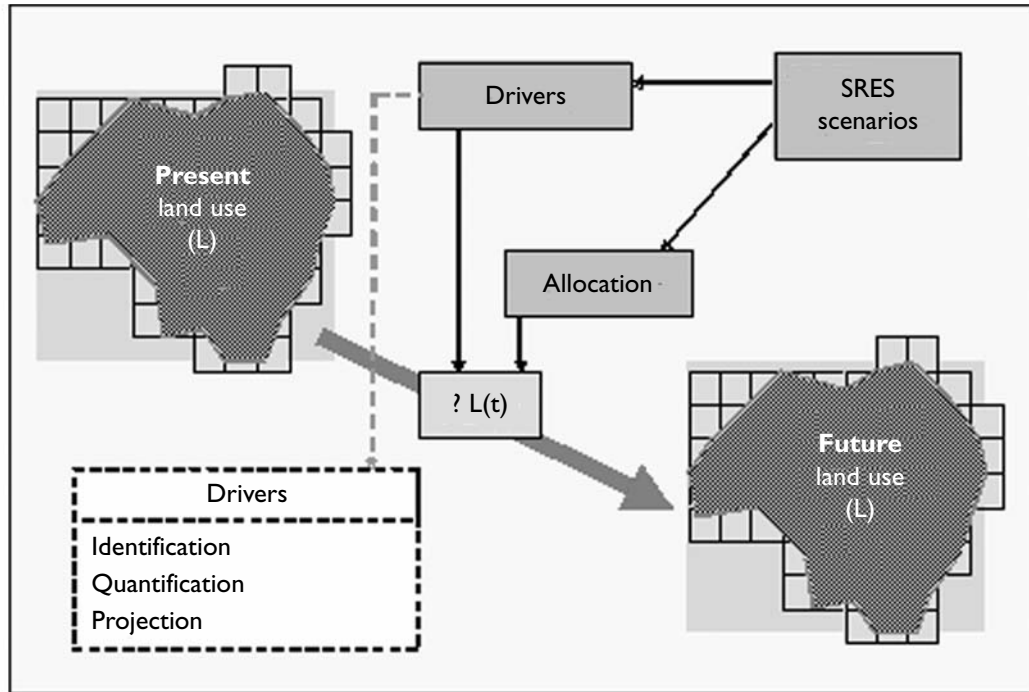 Present
land use
(L)
Drivers
SRES
scenarios
Allocation
? L(t)
Future
land use
(L)
Drivers
Identification
Quantification
Projection